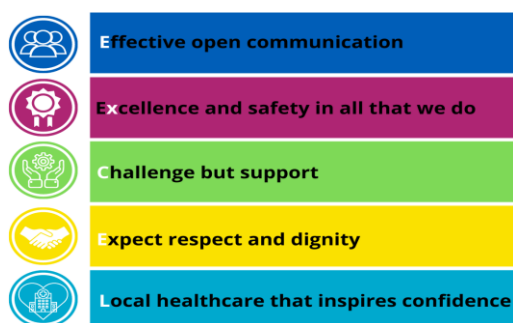 Effective open communication
Excellence and safety in all that we do
Challenge but support
Expect respect and dignity
Local healthcare that inspires confidence